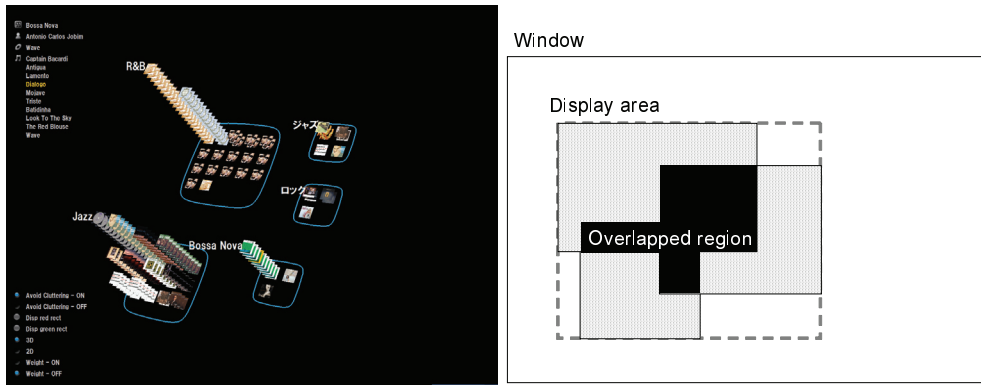 Bossa Nova
Antonio Carlos Jobim
Wave
Captain Bacardi
Antigua
Lamento
Dialogo
Mojave
Triste
Batidinha
Look To The Sky
The Red Blouse
Wave
R&B
ジャズ
ロック
Jazz
Bossa Nova
Avoid Cluttering - ON
Avoid Cluttering - OFF
Disp red rect
Disp green rect
3D
2D
Weight - ON
Weight - OFF
Window
Display area
Overlapped region